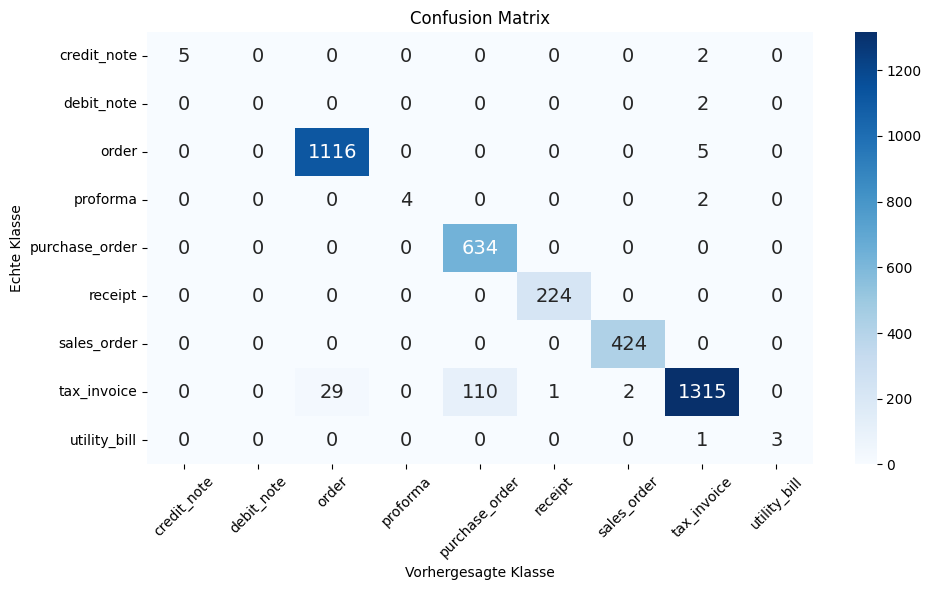 Confusion Matrix
Echte Klasse
credit_note 5 0 0 0 0 0 0 2 0
debit_note 0 0 0 0 0 0 0 2 0
order 0 0 1116 0 0 0 0 5 0
proforma 0 0 0 4 0 0 0 2 0
purchase_order 0 0 0 0 634 0 0 0 0
receipt 0 0 0 0 0 224 0 0 0
sales_order 0 0 0 0 0 0 424 0 0
tax_invoice 0 0 29 0 110 1 2 1315 0
utility_bill 0 0 0 0 0 0 0 1 3
credit_note debit_note order proforma purchase_order receipt sales_order tax_invoice utility_bill
Vorhergesagte Klasse
1200
1000
800
600
400
200
0